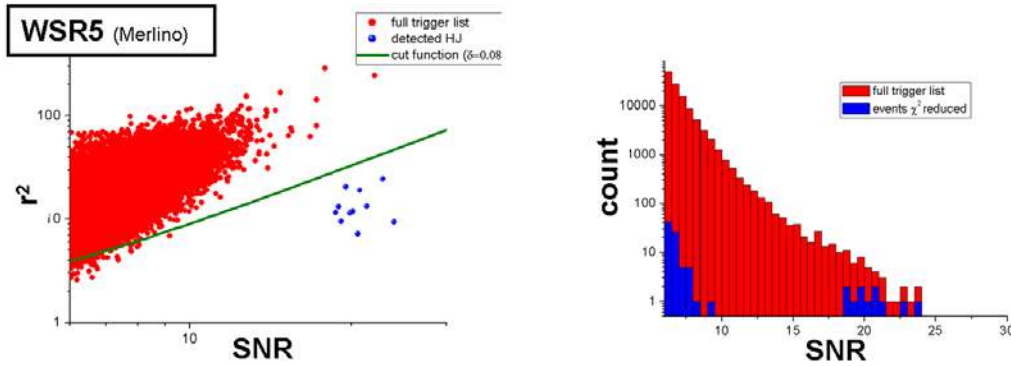 WSR5 (Merlino)
full trigger list
detected HJ
cut function (δ=0.08
100
10
1
r²
10
SNR
full trigger list
events χ² reduced
10000
1000
100
10
1
count
10 15 20 25 30
SNR